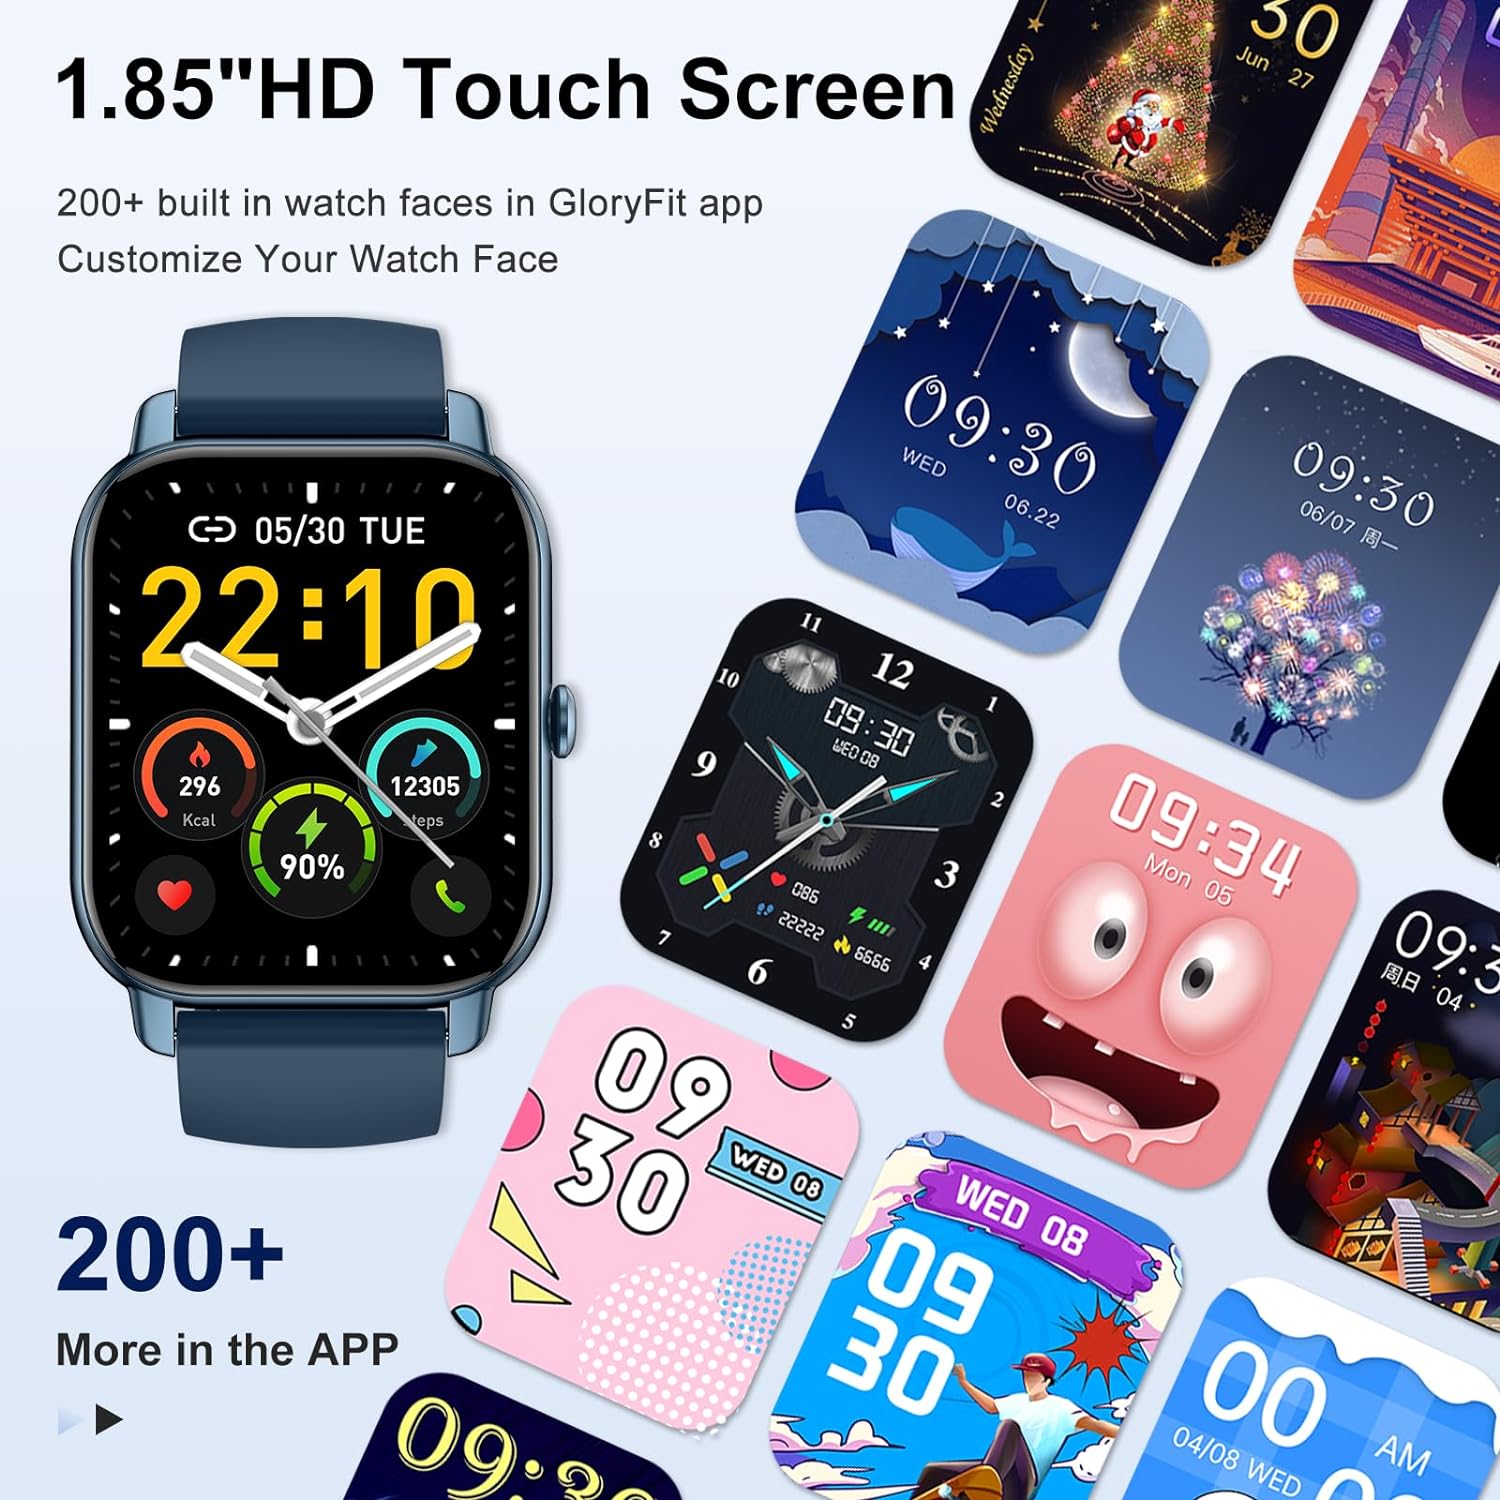 1.85"HD Touch Screen
200+ built in watch faces in GloryFit app
Customize Your Watch Face
30
Jun 27
Wednesday
09:30
WED
06.22
09:30
06/07 周一
05/30 TUE
22:10
296
Kcal
12305
steps
90%
11
12
1
10
09:30
WED 08
9
2
8
3
086
22222
6666
7
6
4
5
09:34
Mon 05
09:3
周日 04
09
30
WED 08
WED 08
09
30
200+
More in the APP
09:30
00
AM
04/08 WED